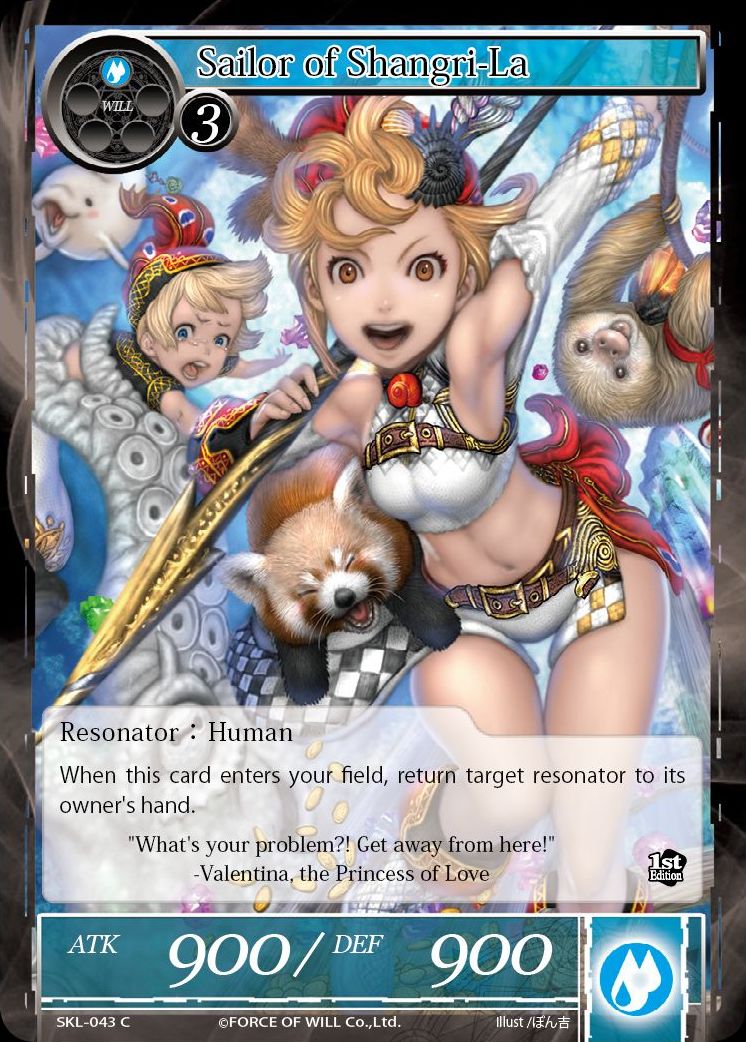 Sailor of Shangri-La
WILL
3
Resonator : Human
When this card enters your field, return target resonator to its
owner's hand.
"What's your problem?! Get away from here!"
-Valentina, the Princess of Love
1st
Edition
ATK 900 / DEF 900
SKL-043 C ©FORCE OF WILL Co.,Ltd. Illust /ぽん吉